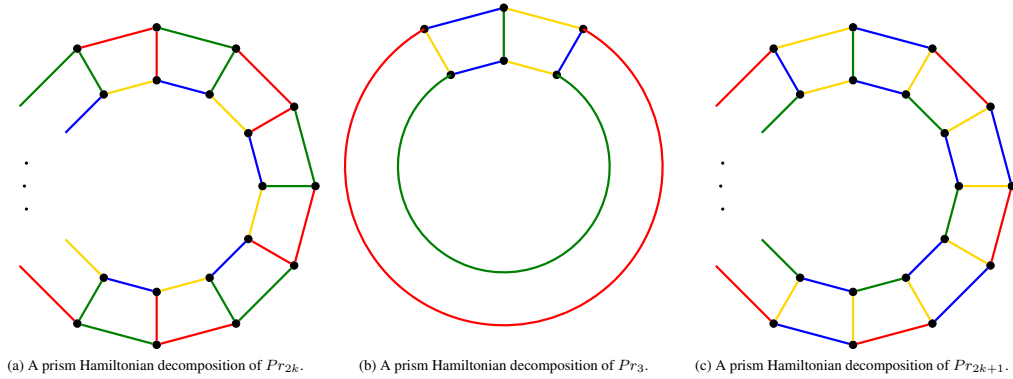 (a) A prism Hamiltonian decomposition of Pr₂ₖ.
(b) A prism Hamiltonian decomposition of Pr₃.
(c) A prism Hamiltonian decomposition of Pr₂ₖ₊₁.